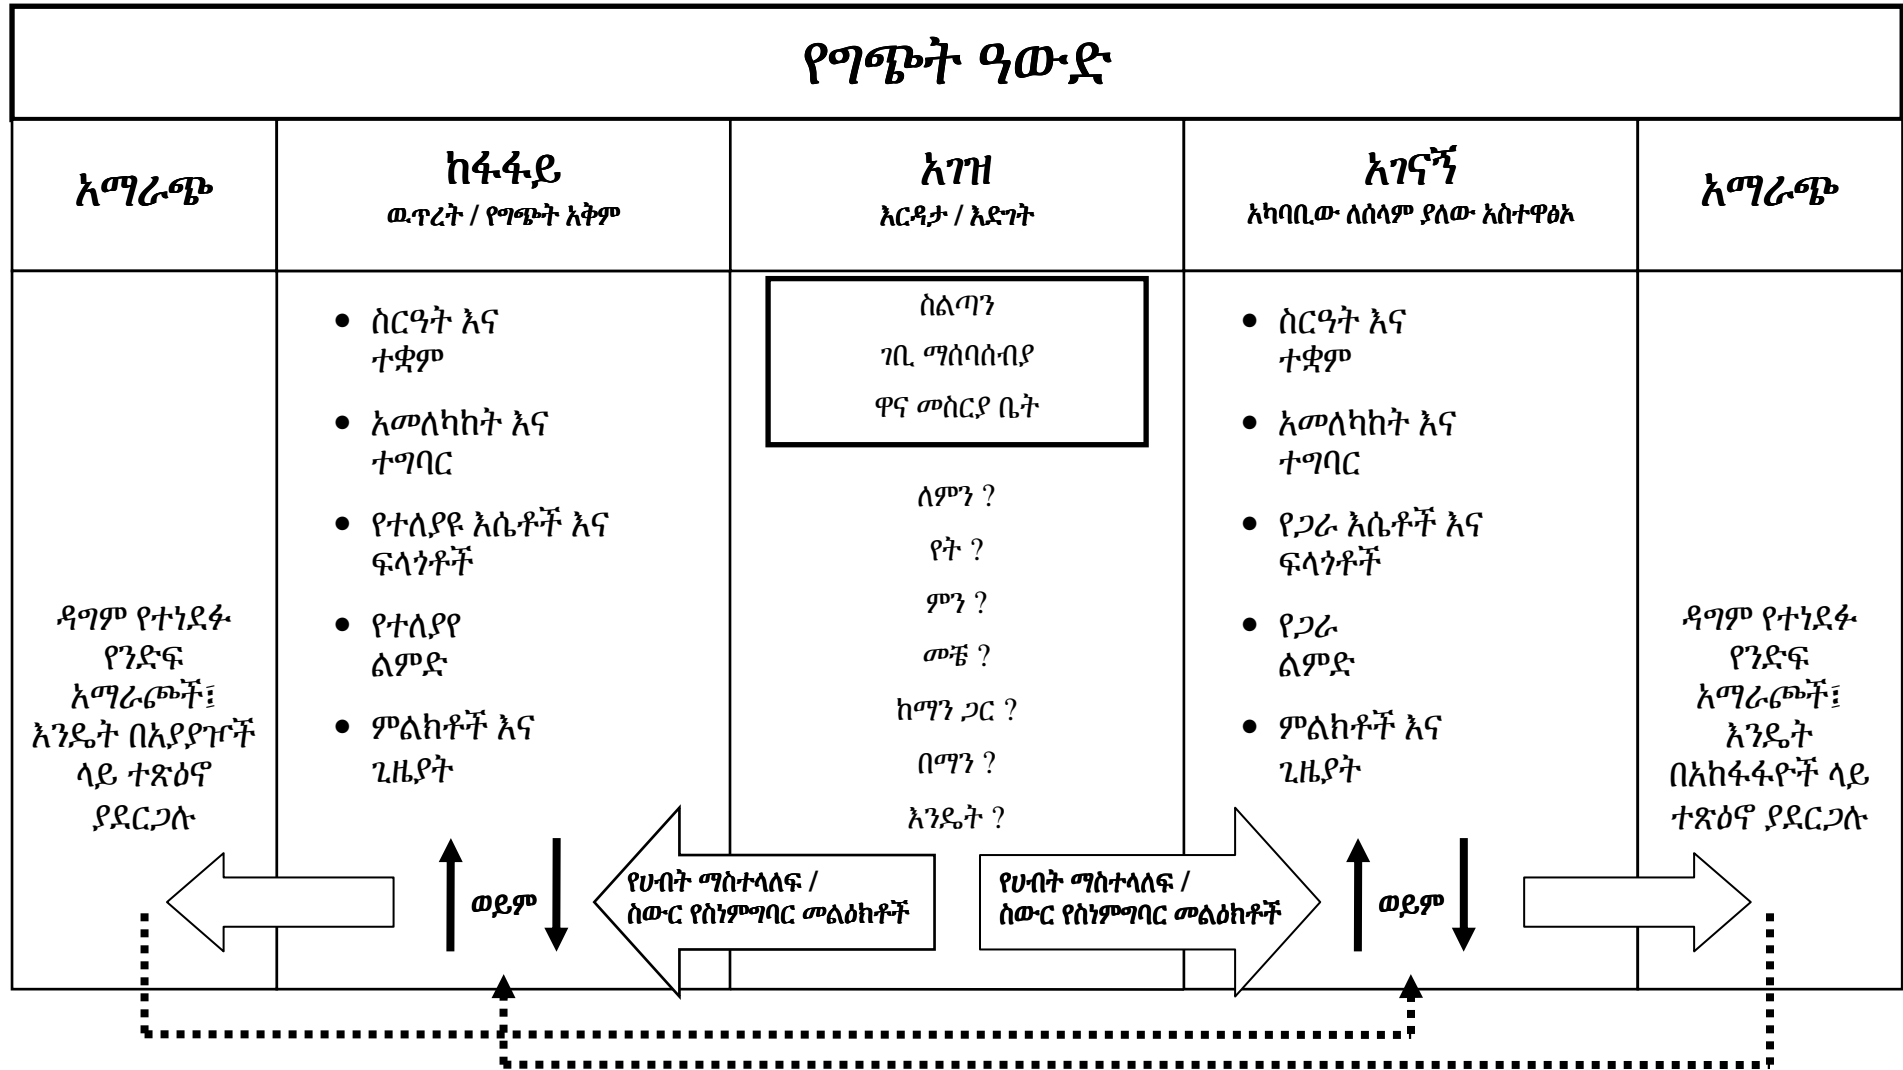 የግጭት ዓውድ
አማራጭ
ከፋፋይ
ዉጥረት / የግጭት አቅም
አገዝ
እርዳታ / እድገት
አገናኝ
አካባቢው ለሰላም ያለው አስተዋፅኦ
አማራጭ
ዳግም የተነደፉ
የንድፍ
አማራጮች፤
እንዴት በአያያዦች
ላይ ተጽዕኖ
ያደርጋሉ
ስርዓት እና
ተቋም
አመለካከት እና
ተግባር
የተለያዩ እሴቶች እና
ፍላጎቶች
የተለያየ
ልምድ
ምልክቶች እና
ጊዜያት
ወይም
ስልጣን
ገቢ ማሰባሰብያ
ዋና መስርያ ቤት
ለምን ?
የት ?
ምን ?
መቼ ?
ከማን ጋር ?
በማን ?
እንዴት ?
የሀብት ማስተላለፍ /
ስውር የስነምግባር መልዕክቶች
የሀብት ማስተላለፍ /
ስውር የስነምግባር መልዕክቶች
ስርዓት እና
ተቋም
አመለካከት እና
ተግባር
የጋራ እሴቶች እና
ፍላጎቶች
የጋራ
ልምድ
ምልክቶች እና
ጊዜያት
ወይም
ዳግም የተነደፉ
የንድፍ
አማራጮች፤
እንዴት
በአከፋፋዮች ላይ
ተጽዕኖ ያደርጋሉ